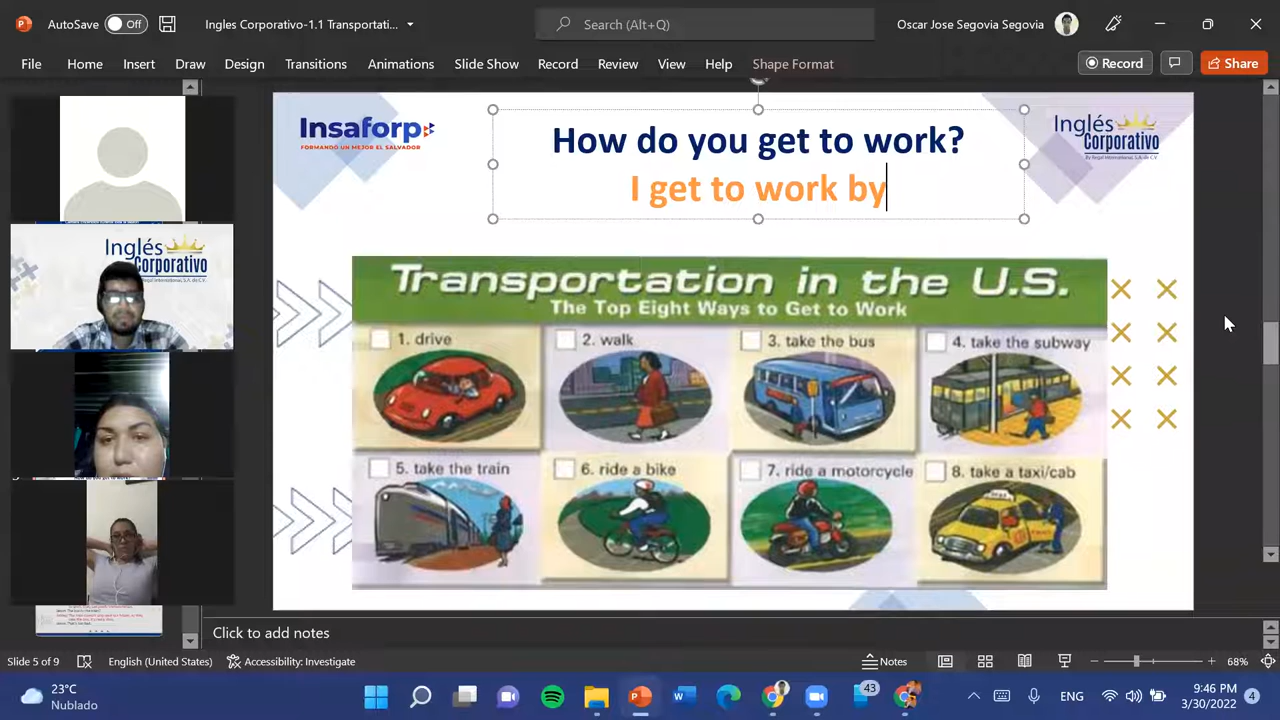 AutoSave Off
Ingles Corporativo-1.1 Transportati...
Search (Alt+Q)
Oscar Jose Segovia Segovia
File Home Insert Draw Design Transitions Animations Slide Show Record Review View Help Shape Format
Record
Share
Insaforp
FORMANDO UN MEJOR EL SALVADOR
How do you get to work?
I get to work by
Inglés
Corporativo
Inglés
Corporativo
Transportation in the U.S.
The Top Eight Ways to Get to Work
1. drive
2. walk
3. take the bus
4. take the subway
5. take the train
6. ride a bike
7. ride a motorcycle
8. take a taxi/cab
Click to add notes
Slide 5 of 9
English (United States)
Accessibility: Investigate
Notes
68%
23°C
Nublado
43
ENG
9:46 PM
3/30/2022
4